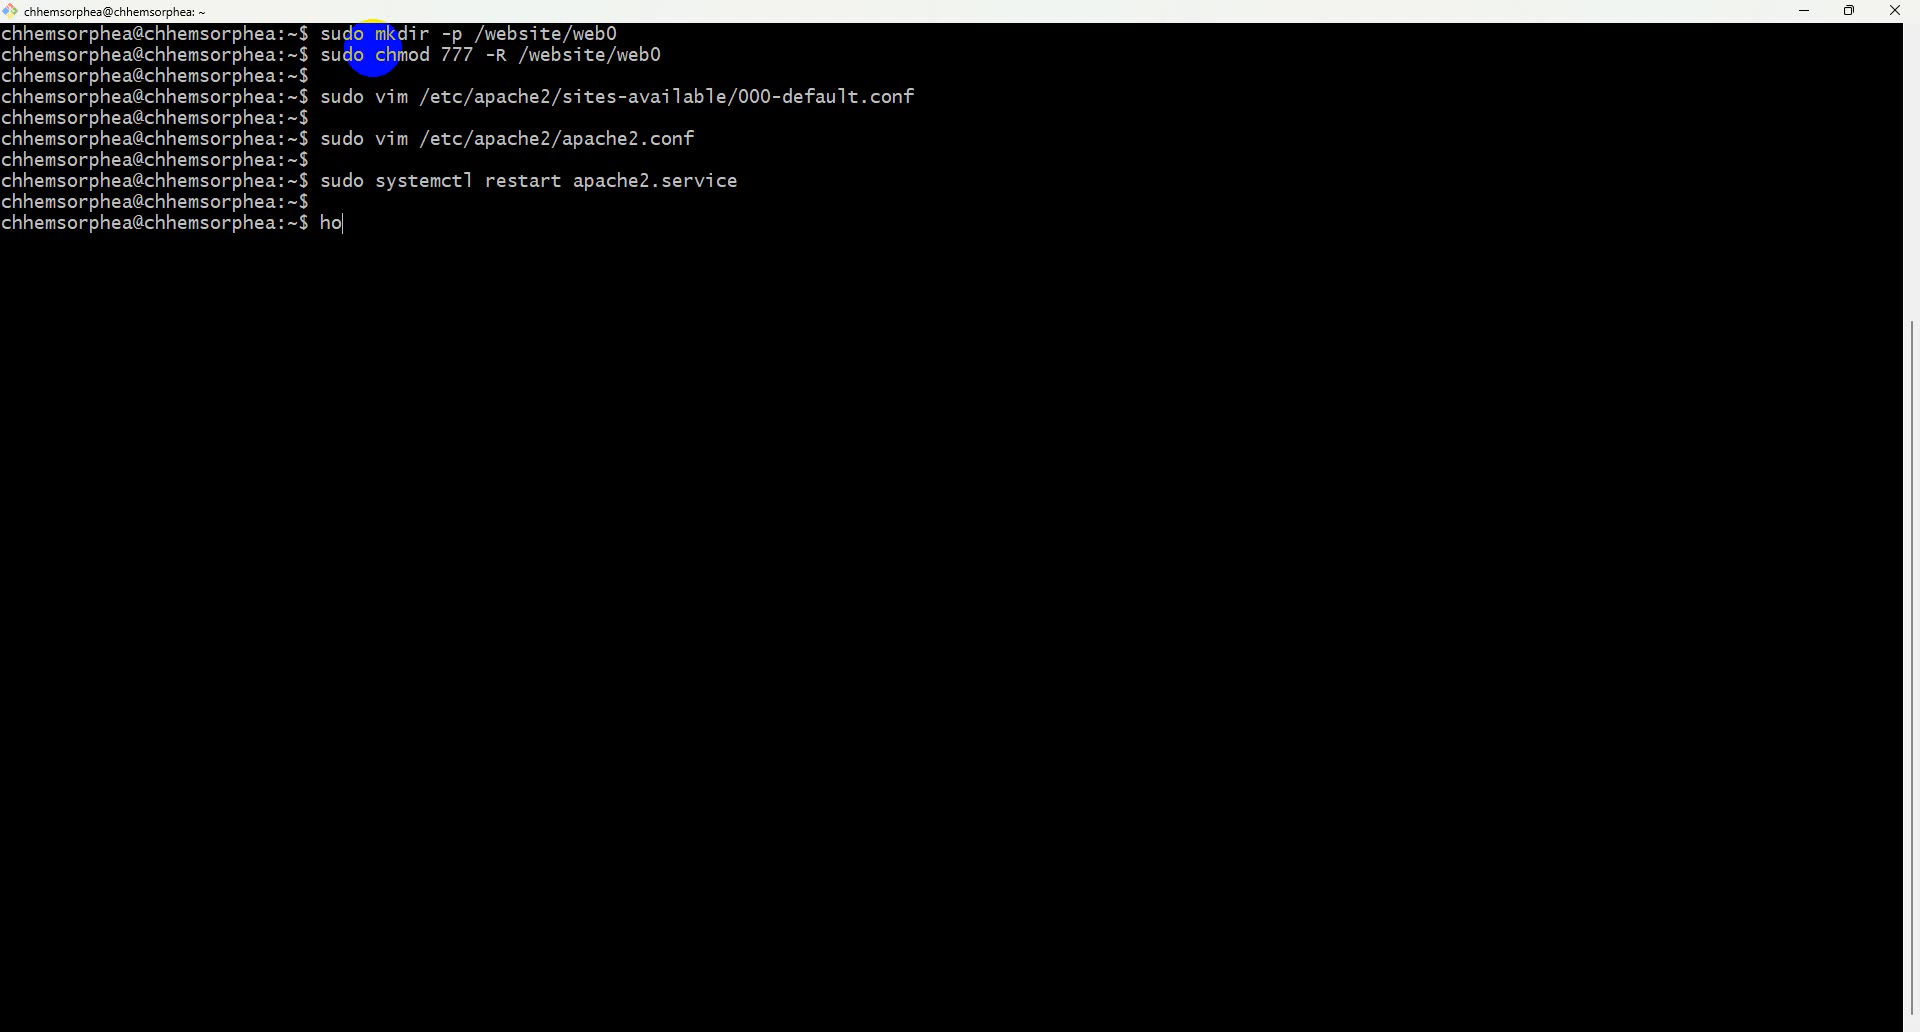 chhemsorphea@chhemsorphea: ~
chhemsorphea@chhemsorphea:~$ sudo mkdir -p /website/web0
chhemsorphea@chhemsorphea:~$ sudo chmod 777 -R /website/web0
chhemsorphea@chhemsorphea:~$
chhemsorphea@chhemsorphea:~$ sudo vim /etc/apache2/sites-available/000-default.conf
chhemsorphea@chhemsorphea:~$
chhemsorphea@chhemsorphea:~$ sudo vim /etc/apache2/apache2.conf
chhemsorphea@chhemsorphea:~$
chhemsorphea@chhemsorphea:~$ sudo systemctl restart apache2.service
chhemsorphea@chhemsorphea:~$
chhemsorphea@chhemsorphea:~$ ho